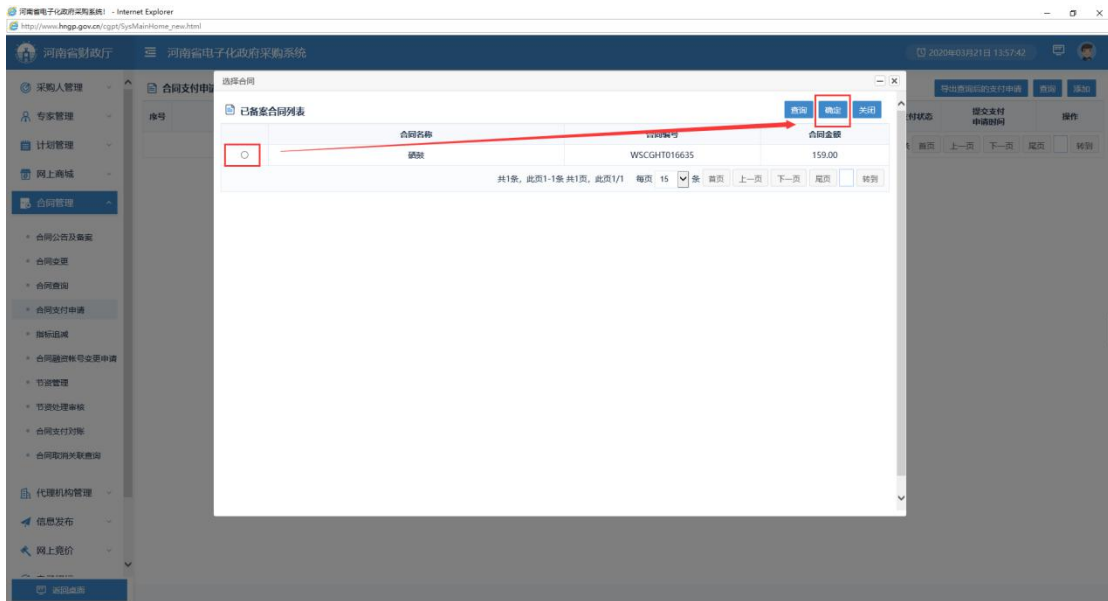 河南省电子化政府采购系统! - Internet Explorer
http://www.hngp.gov.cn/cgpt/SysMainHome_new.html
河南省财政厅
河南省电子化政府采购系统
2020年03月21日 13:57:42
采购人管理
专家管理
计划管理
网上商城
合同管理
合同公告及备案
合同变更
合同查询
合同支付申请
指标追减
合同融资帐号变更申请
节资管理
节资处理审核
合同支付对账
合同取消关联查询
代理机构管理
信息发布
网上竞价
返回桌面
合同支付申请
导出查询后的支付申请 查询 添加
序号
付状态 提交支付申请时间 操作
条 首页 上一页 下一页 尾页 转到
选择合同
已备案合同列表
查询 确定 关闭
合同名称 合同编号 合同金额
硒鼓 WSCGHT016635 159.00
共1条, 此页1-1条 共1页, 此页1/1 每页 15 条 首页 上一页 下一页 尾页 转到